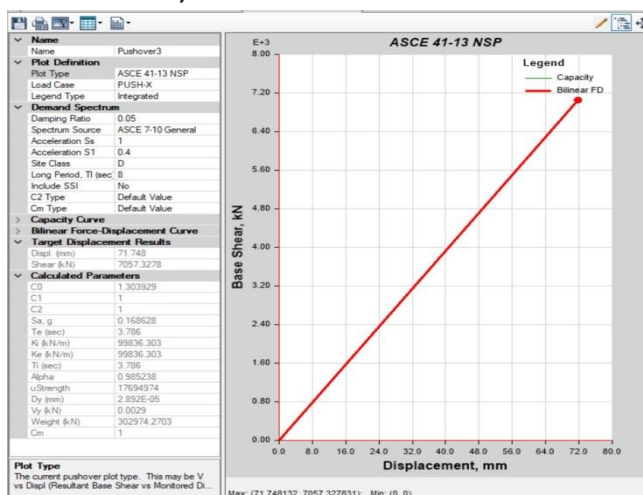 Name
Name Pushover3
Plot Definition
Plot Type ASCE 41-13 NSP
Load Case PUSH-X
Legend Type Integrated
Demand Spectrum
Damping Ratio 0.05
Spectrum Source ASCE 7-10 General
Acceleration Ss 1
Acceleration S1 0.4
Site Class D
Long Period, Tl (sec 8
Include SSI No
C2 Type Default Value
Cm Type Default Value
Capacity Curve
Bilinear Force-Displacement Curve
Target Displacement Results
Displ. (mm) 71.748
Shear (kN) 7057.3278
Calculated Parameters
C0 1.303929
C1 1
C2 1
Sa, g 0.168628
Te (sec) 3.786
Ki (kN/m) 99836.303
Ke (kN/m) 99836.303
Ti (sec) 3.786
Alpha 0.985238
uStrength 17694974
Dy (mm) 2.892E-05
Vy (kN) 0.0029
Weight (kN) 302974.2703
Cm 1
Plot Type
The current pushover plot type. This may be V
vs Displ (Resultant Base Shear vs Monitored Di...
ASCE 41-13 NSP
E+3
8.00
7.20
6.40
5.60
4.80
4.00
3.20
2.40
1.60
0.80
0.00
Base Shear, kN
Legend
Capacity
Bilinear FD
0.0 8.0 16.0 24.0 32.0 40.0 48.0 56.0 64.0 72.0 80.0
Displacement, mm
Max: (71.748132, 7057.327831); Min: (0, 0)